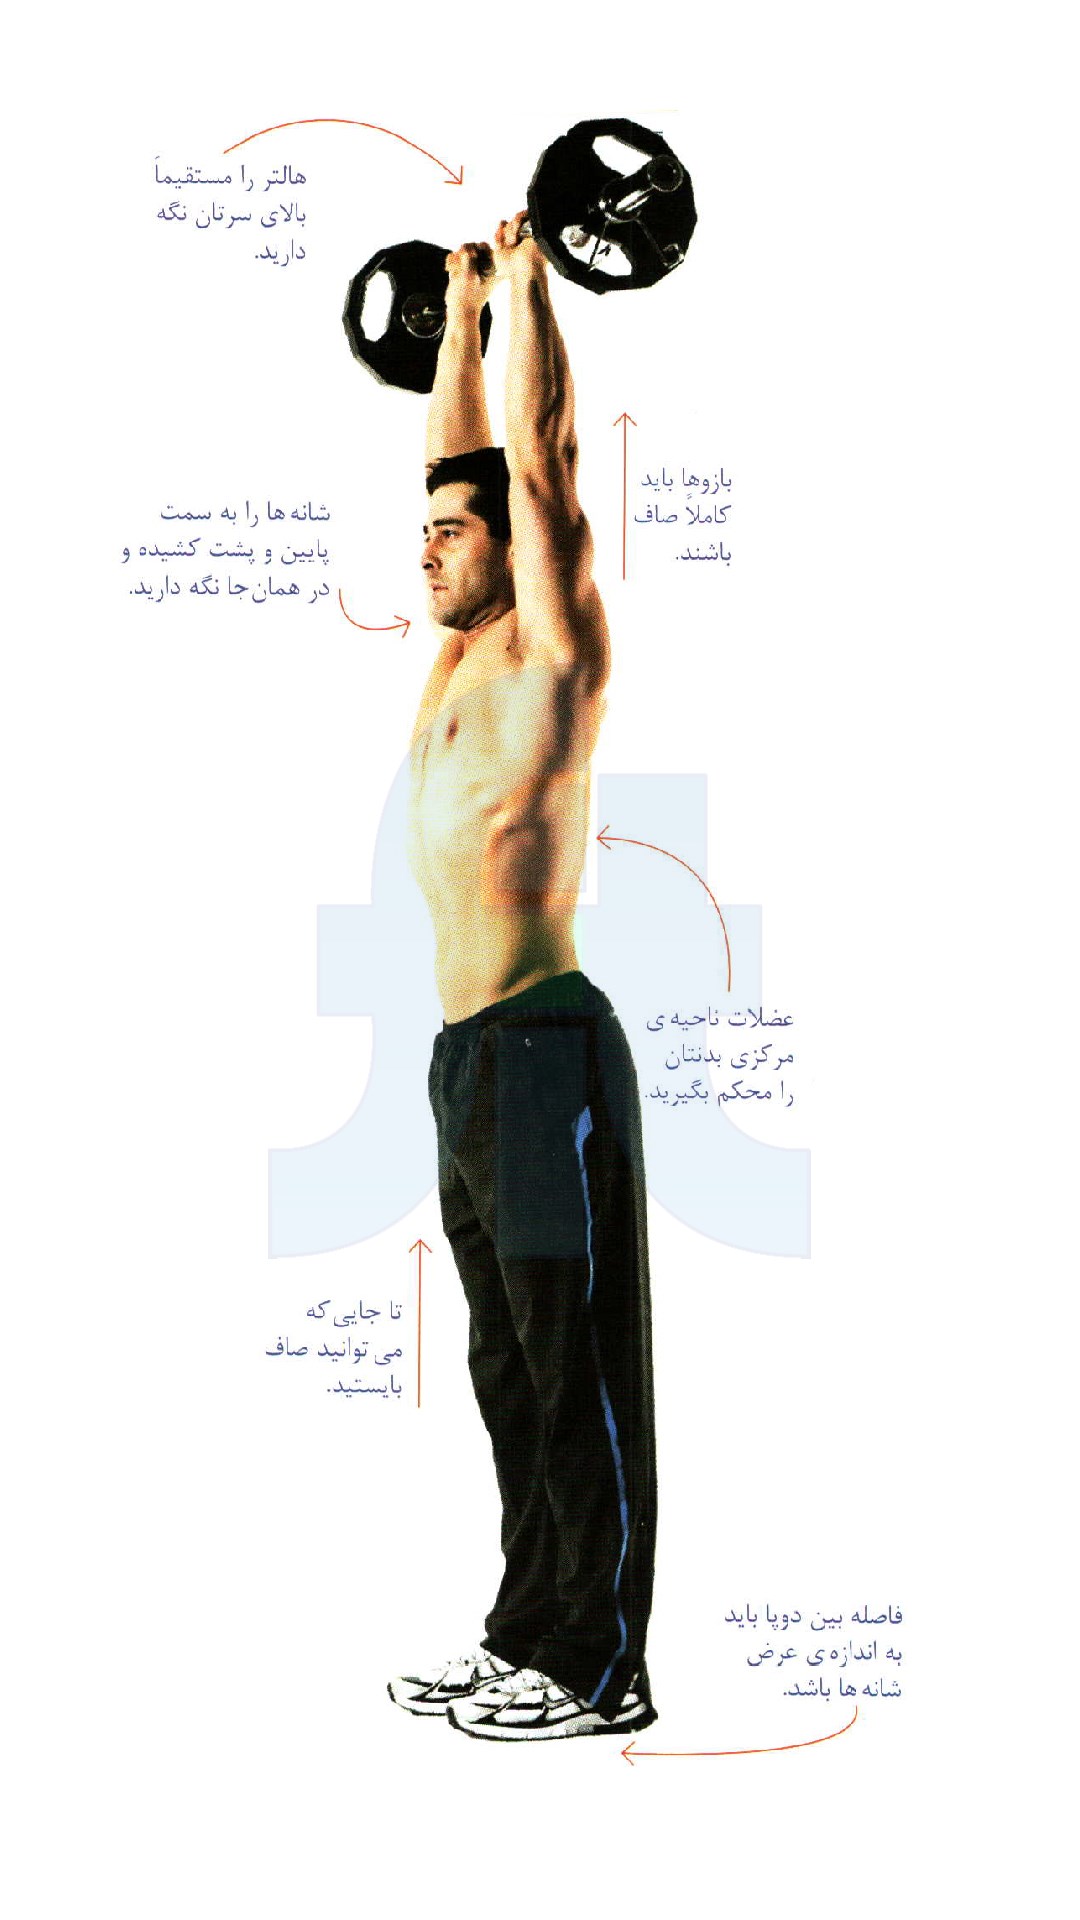 هالتر را مستقیماً
بالای سرتان نگه
دارید.
بازوها باید
کاملاً صاف
باشند.
شانه ها را به سمت
پایین و پشت کشیده و
در همان جا نگه دارید.
عضلات ناحیه ی
مرکزی بدنتان
را محکم بگیرید.
تا جایی که
می توانید صاف
بایستید.
فاصله بین دوپا باید
به اندازه ی عرض
شانه ها باشد.